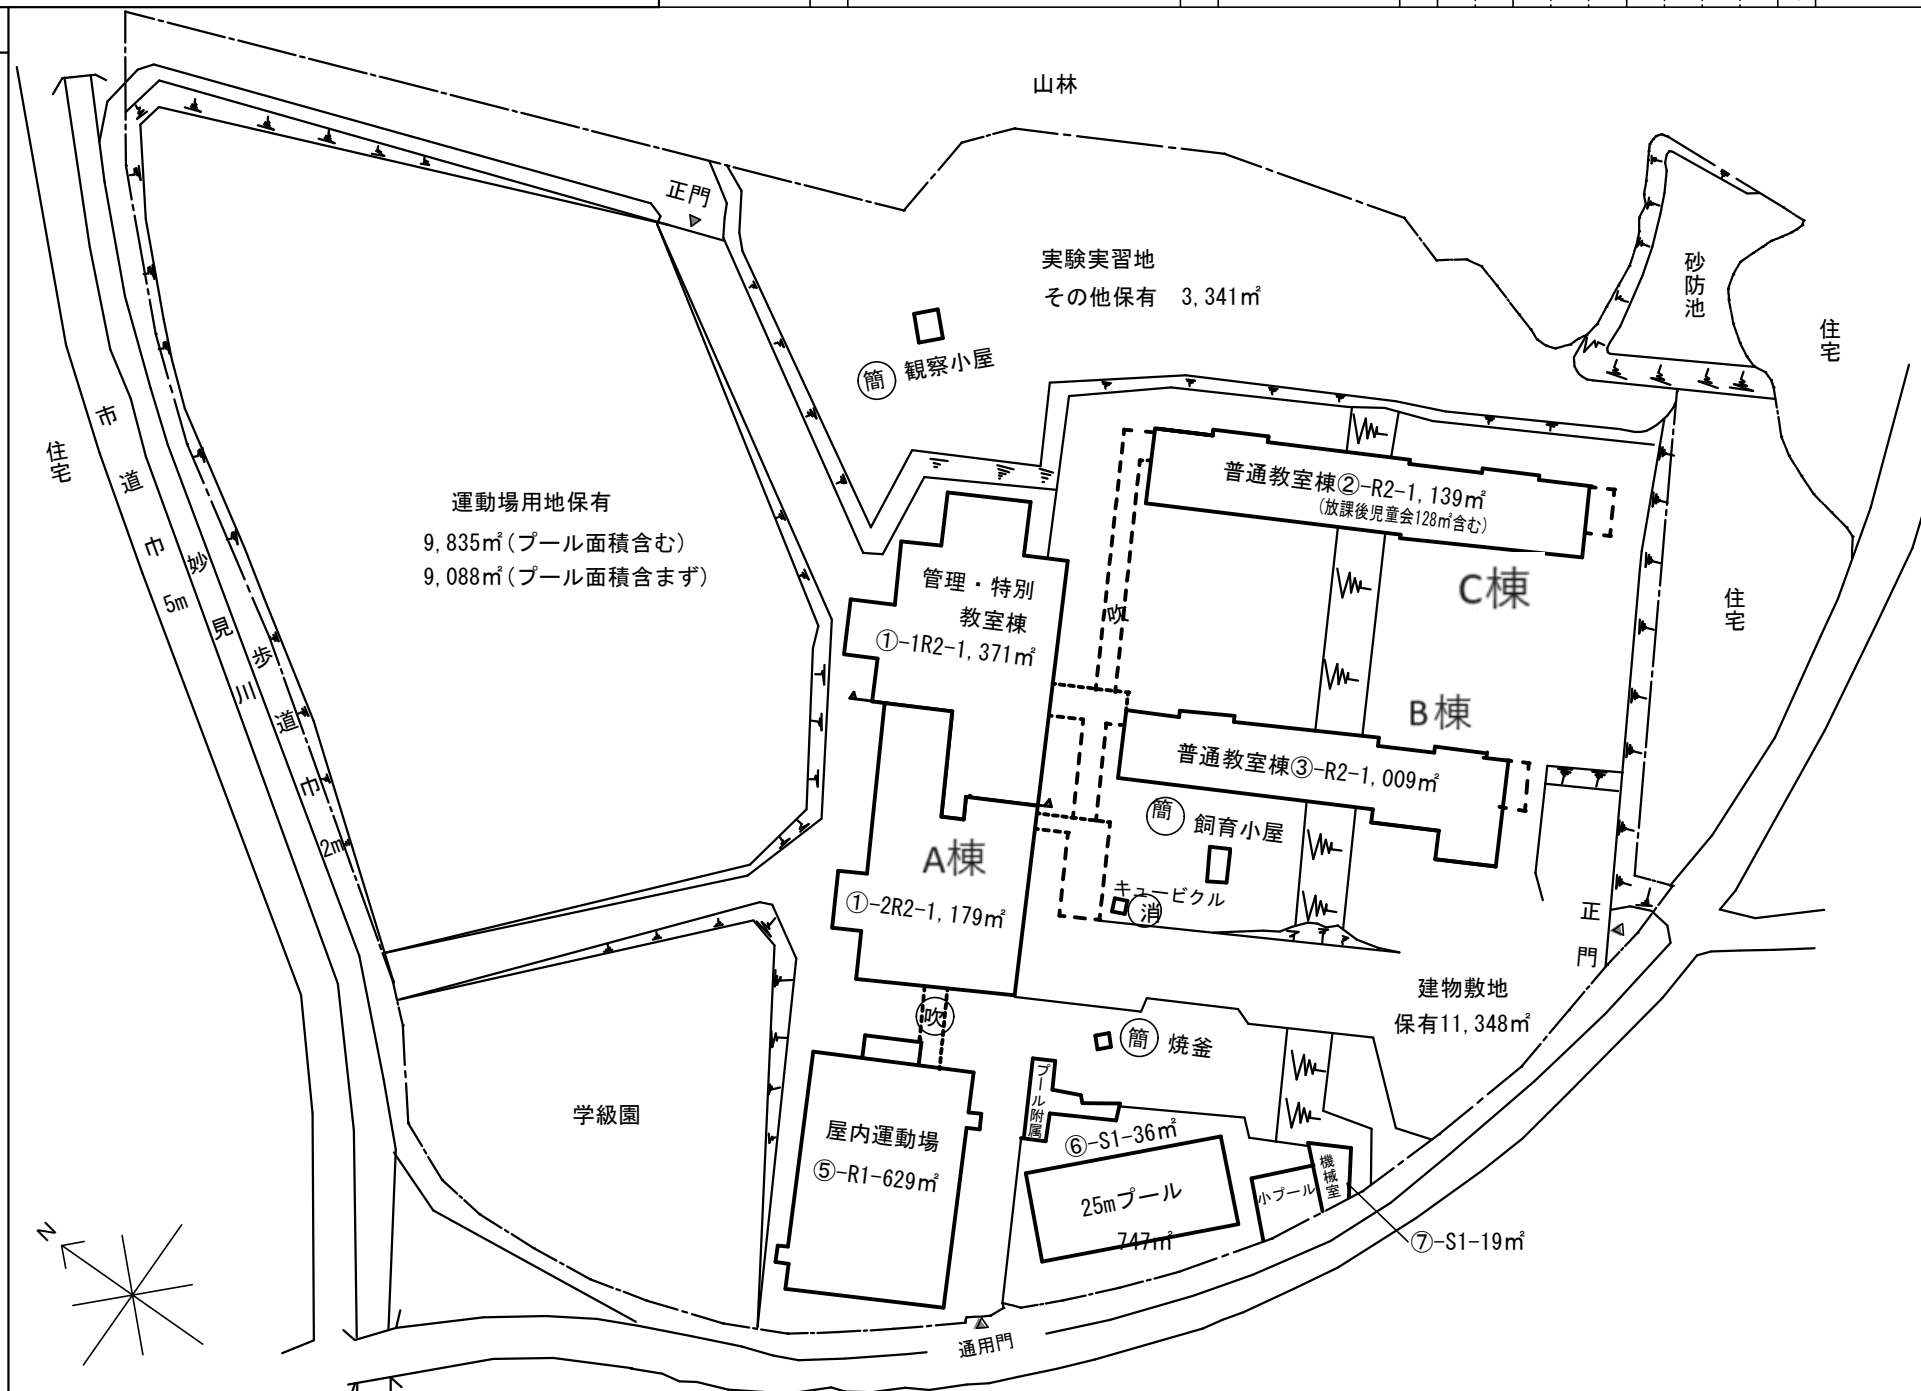 山林
正門
実験実習地
その他保有　3,341㎡
砂防池
住宅
簡 観察小屋
市道巾5m
住宅
妙見川
歩道巾2m
運動場用地保有
9,835㎡(プール面積含む)
9,088㎡(プール面積含まず)
普通教室棟②-R2-1,139㎡
(放課後児童会128㎡含む)
C棟
住宅
管理・特別
教室棟
①-1R2-1,371㎡
吹
B棟
普通教室棟③-R2-1,009㎡
簡 飼育小屋
A棟
キュービクル
消
①-2R2-1,179㎡
正門
吹
建物敷地
保有11,348㎡
簡 焼釜
プール附属
学級園
屋内運動場
⑤-R1-629㎡
⑥-S1-36㎡
25mプール
747㎡
小プール
機械室
⑦-S1-19㎡
N
通用門